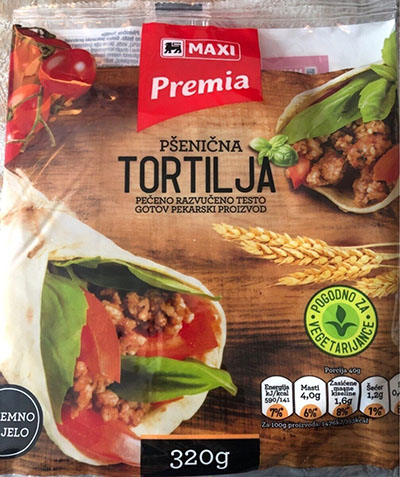 MAXI
Premia
PŠENIČNA
TORTILJA
PEČENO RAZVUČENO TESTO
GOTOV PEKARSKI PROIZVOD
POGODNO ZA
VEGETARIJANCE
Porcija 40g
Energija
kJ/kcal
590/141
7%
Masti
4,0g
6%
Zasićene
masne
kiseline
1,6g
8%
Šećer
1,2g
1%
Za 100g proizvoda:
EMNO
JELO
320g